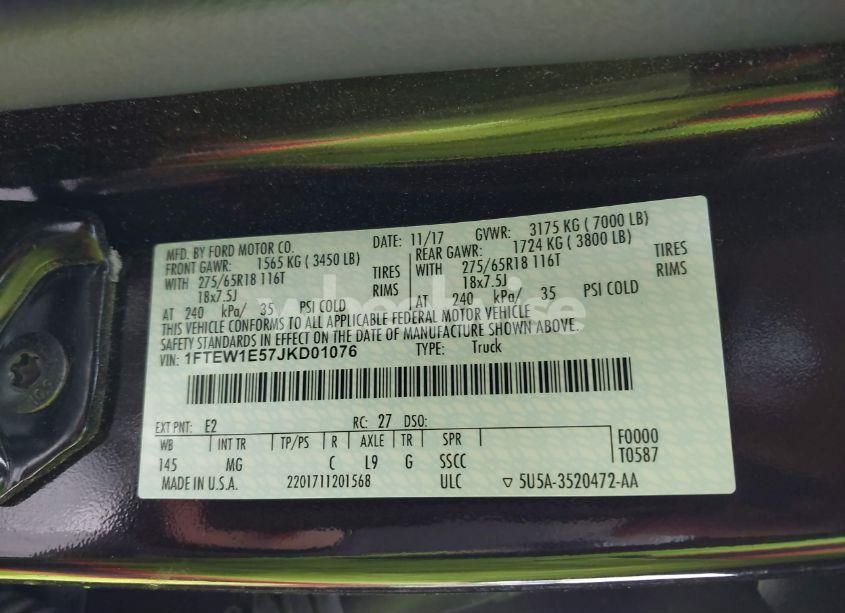 MFD. BY FORD MOTOR CO. DATE: 11/17 GVWR: 3175 KG ( 7000 LB)
FRONT GAWR: 1565 KG ( 3450 LB) REAR GAWR: 1724 KG ( 3800 LB)
WITH 275/65R18 116T TIRES WITH 275/65R18 116T TIRES
18x7.5J RIMS 18x7.5J RIMS
AT 240 kPa/ 35 PSI COLD AT 240 kPa/ 35 PSI COLD
THIS VEHICLE CONFORMS TO ALL APPLICABLE FEDERAL MOTOR VEHICLE
SAFETY STANDARDS IN EFFECT ON THE DATE OF MANUFACTURE SHOWN ABOVE.
VIN: 1FTEW1E57JKD01076 TYPE: Truck
EXT PNT: E2 RC: 27 DSO:
WB INT TR TP/PS R AXLE TR SPR F0000
145 MG C L9 G SSCC T0587
MADE IN U.S.A. 2201711201568 ULC ▽ 5U5A-3520472-AA